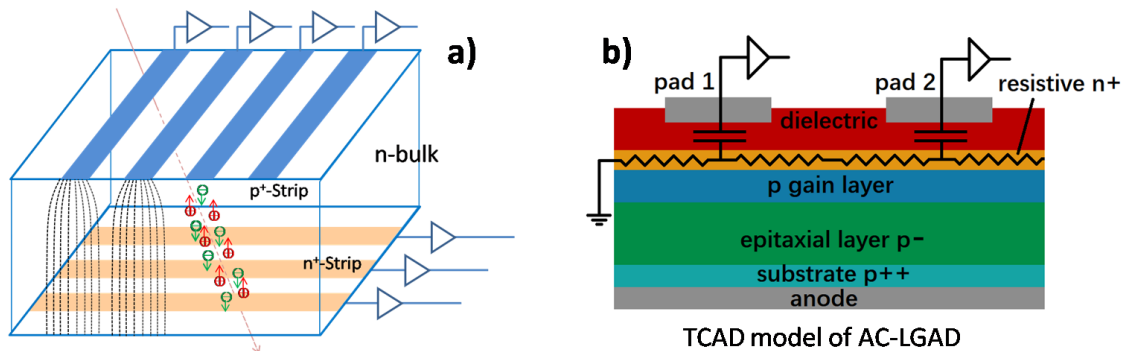 a)
n-bulk
p+-Strip
n+-Strip
b)
pad 1
pad 2
resistive n+
dielectric
p gain layer
epitaxial layer p-
substrate p++
anode
TCAD model of AC-LGAD